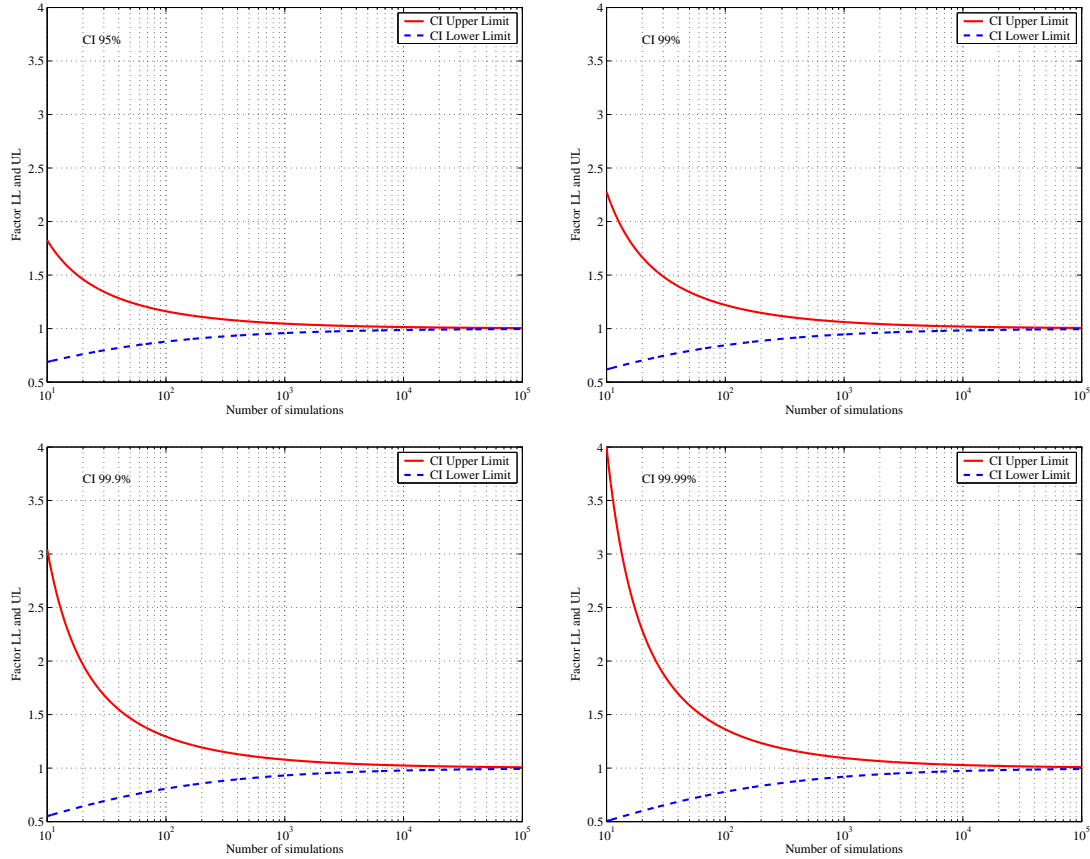 CI 95%
CI Upper Limit
CI Lower Limit
Factor LL and UL
4
3.5
3
2.5
2
1.5
1
0.5
10^1
10^2
10^3
10^4
10^5
Number of simulations
CI 99%
CI Upper Limit
CI Lower Limit
Factor LL and UL
4
3.5
3
2.5
2
1.5
1
0.5
10^1
10^2
10^3
10^4
10^5
Number of simulations
CI 99.9%
CI Upper Limit
CI Lower Limit
Factor LL and UL
4
3.5
3
2.5
2
1.5
1
0.5
10^1
10^2
10^3
10^4
10^5
Number of simulations
CI 99.99%
CI Upper Limit
CI Lower Limit
Factor LL and UL
4
3.5
3
2.5
2
1.5
1
0.5
10^1
10^2
10^3
10^4
10^5
Number of simulations